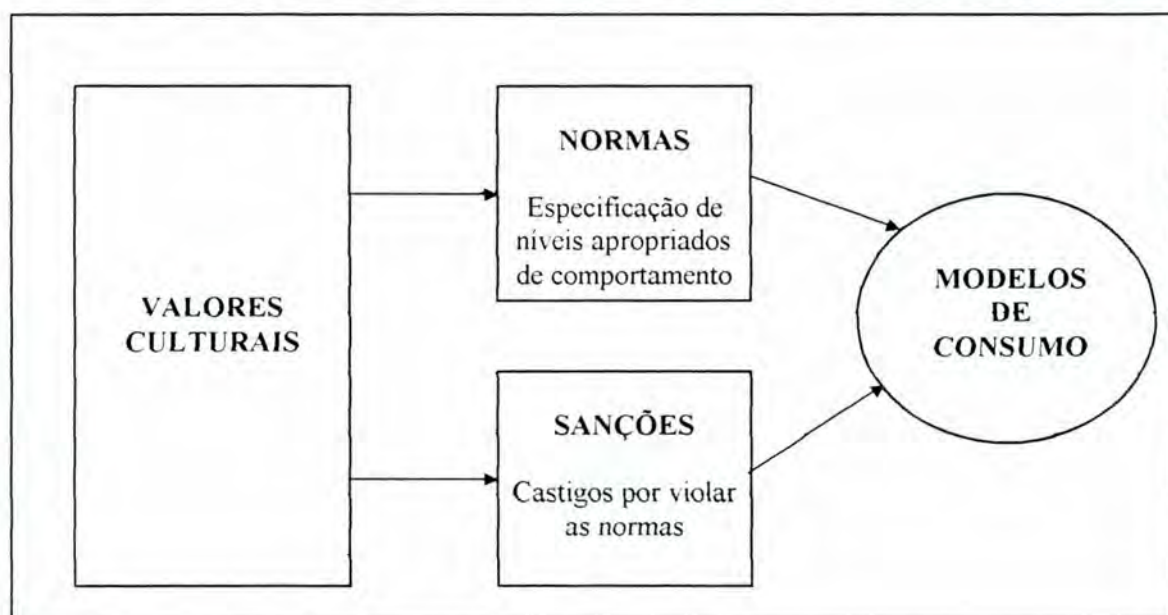 VALORES
CULTURAIS
NORMAS
Especificação de
níveis apropriados
de comportamento
SANÇÕES
Castigos por violar
as normas
MODELOS
DE
CONSUMO